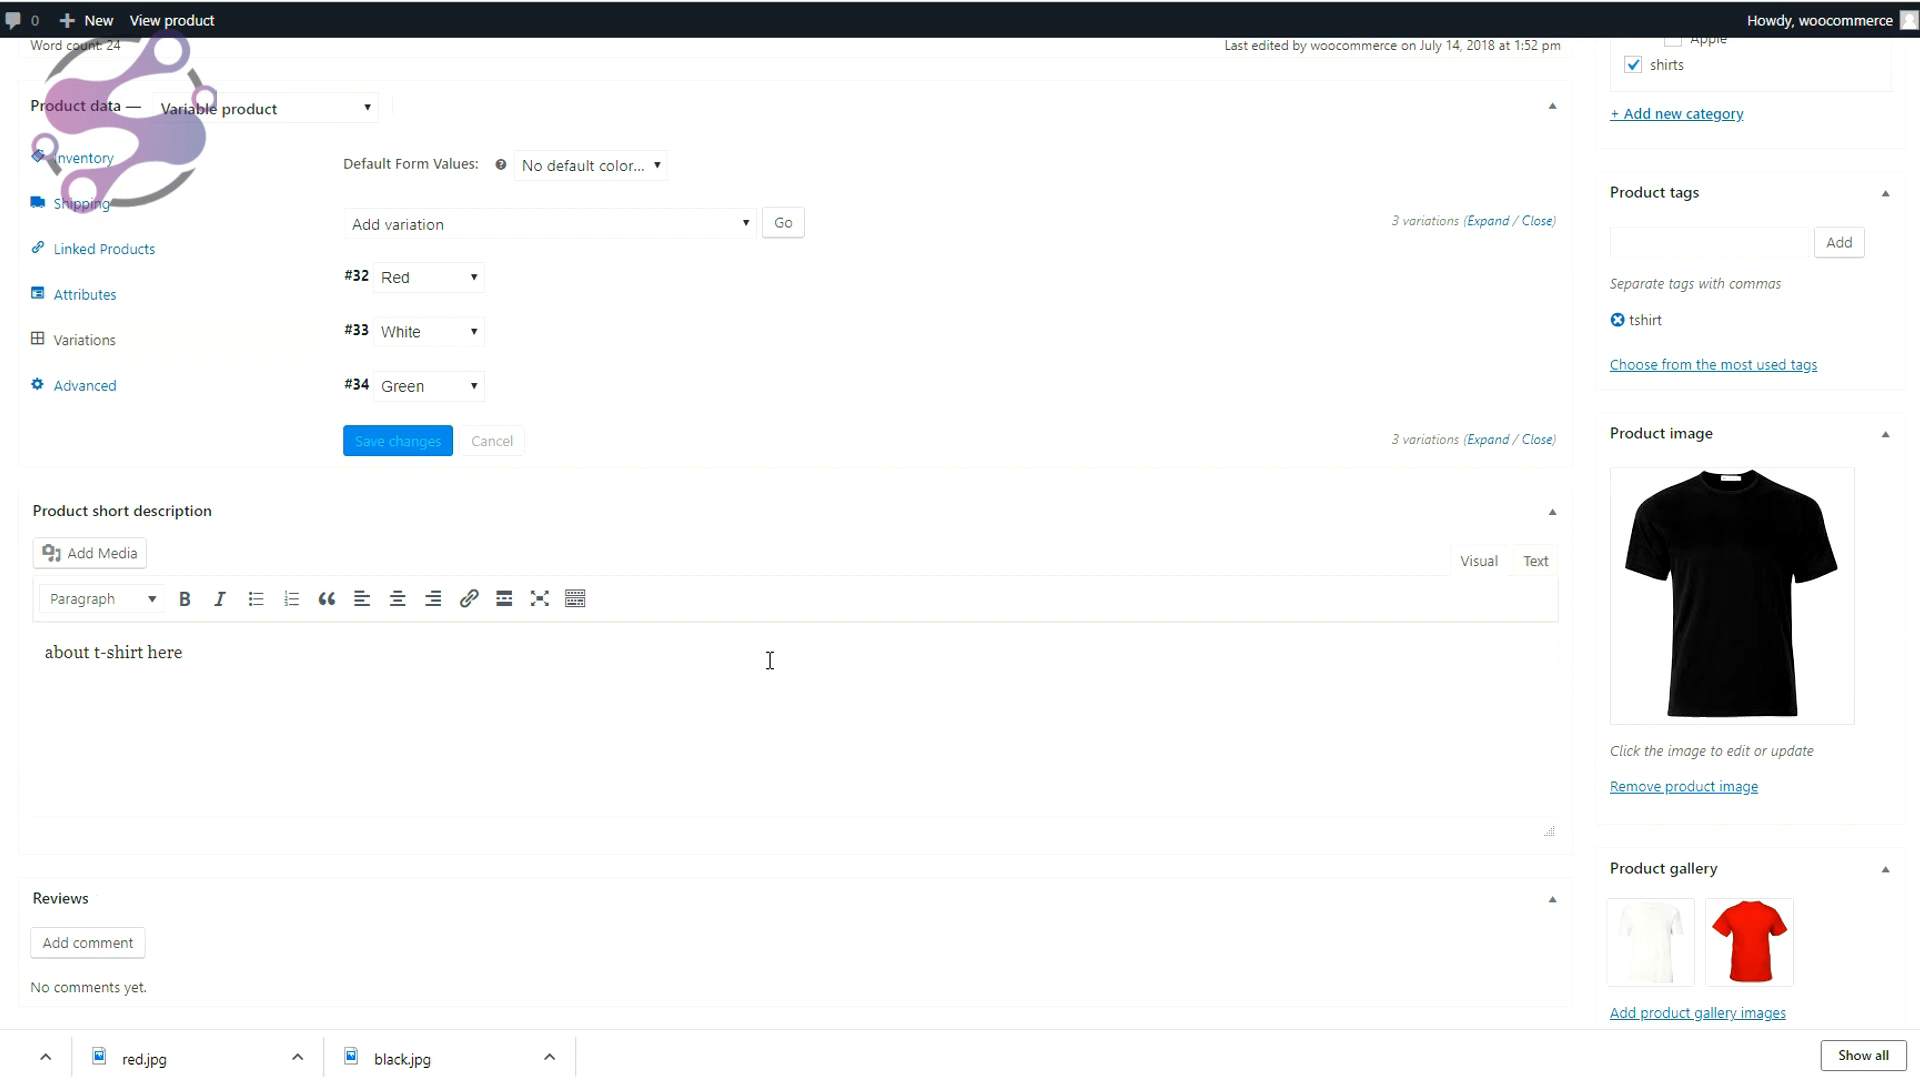 0 New View product Howdy, woocommerce
Word count: 24 Last edited by woocommerce on July 14, 2018 at 1:52 pm
Apple
shirts
+ Add new category
Product data — Variable product
Inventory
Shipping
Linked Products
Attributes
Variations
Advanced
Default Form Values: No default color...
Add variation Go 3 variations (Expand / Close)
#32 Red
#33 White
#34 Green
Save changes Cancel 3 variations (Expand / Close)
Product short description
Add Media Visual Text
Paragraph B I
about t-shirt here
Reviews
Add comment
No comments yet.
Product tags
Add
Separate tags with commas
tshirt
Choose from the most used tags
Product image
Click the image to edit or update
Remove product image
Product gallery
Add product gallery images
red.jpg black.jpg Show all